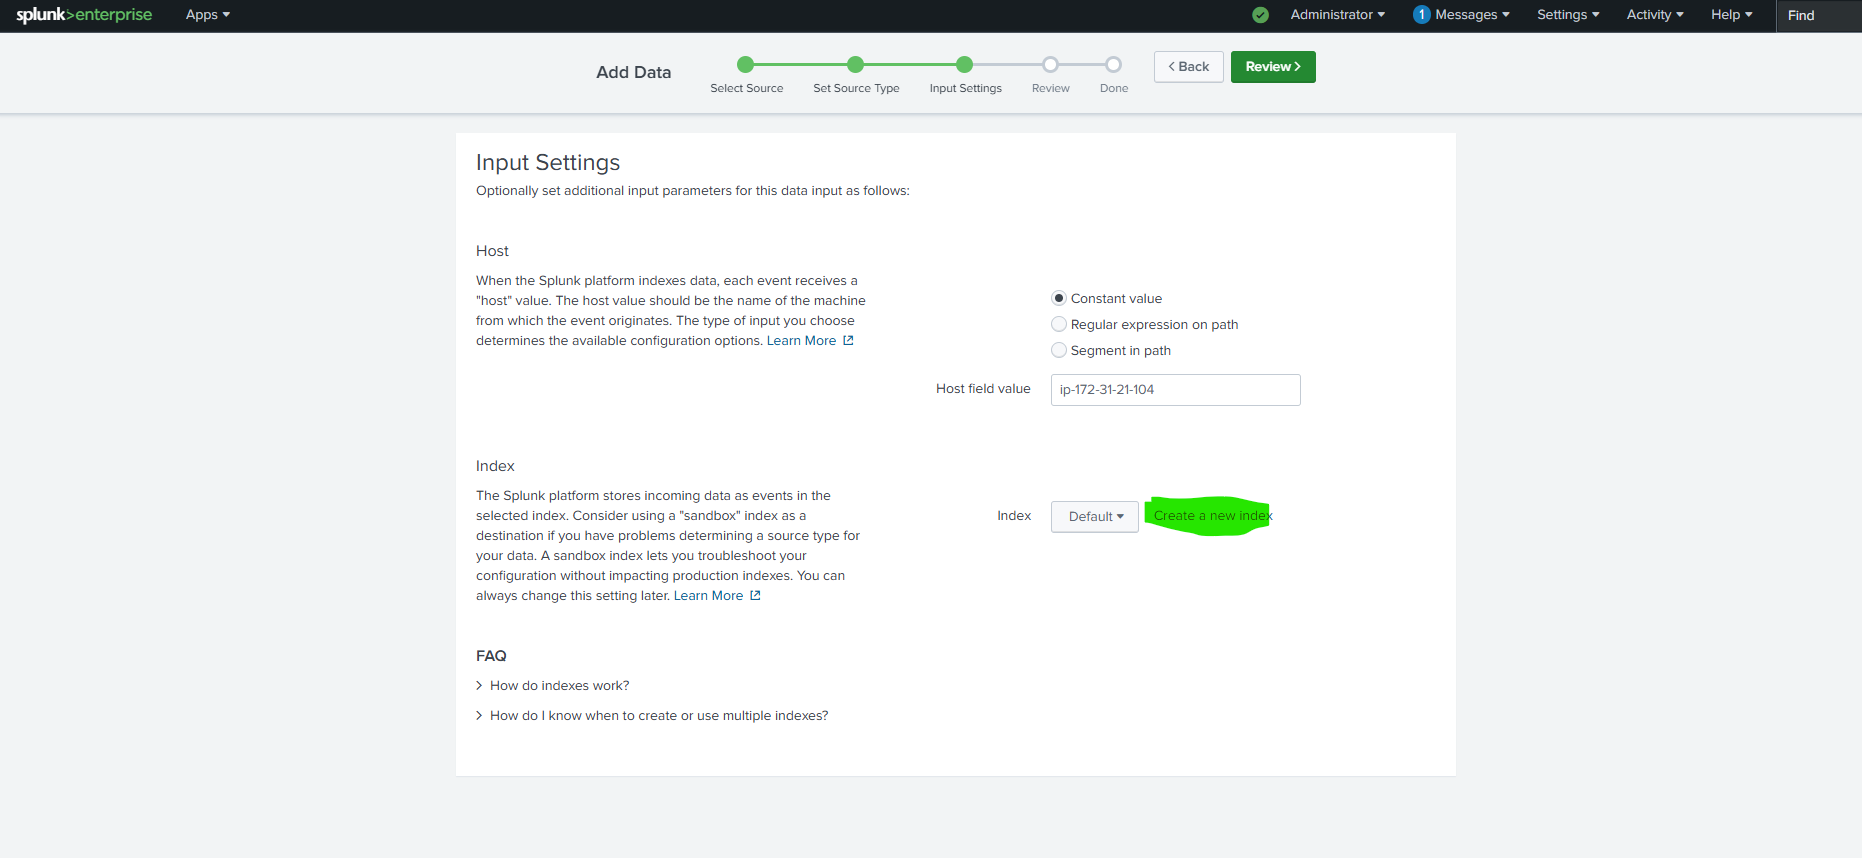 splunk>enterprise Apps Administrator 1 Messages Settings Activity Help Find
Add Data
Select Source Set Source Type Input Settings Review Done
< Back Review >
Input Settings
Optionally set additional input parameters for this data input as follows:
Host
When the Splunk platform indexes data, each event receives a
"host" value. The host value should be the name of the machine
from which the event originates. The type of input you choose
determines the available configuration options. Learn More
Constant value
Regular expression on path
Segment in path
Host field value ip-172-31-21-104
Index
The Splunk platform stores incoming data as events in the
selected index. Consider using a "sandbox" index as a
destination if you have problems determining a source type for
your data. A sandbox index lets you troubleshoot your
configuration without impacting production indexes. You can
always change this setting later. Learn More
Index Default Create a new index
FAQ
> How do indexes work?
> How do I know when to create or use multiple indexes?